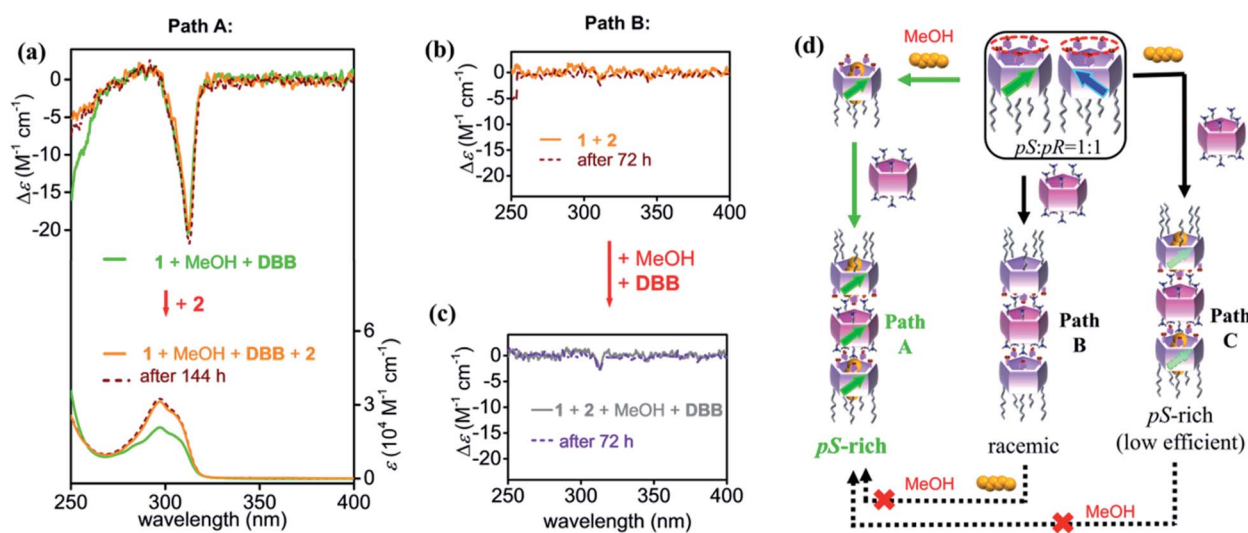 Path A:
(a)
0
-5
-10
-15
-20
Δε (M⁻¹ cm⁻¹)
1 + MeOH + DBB
+ 2
1 + MeOH + DBB + 2
after 144 h
6
3
0
ε (10⁴ M⁻¹ cm⁻¹)
250 300 350 400
wavelength (nm)
Path B:
(b)
0
-5
-10
-15
-20
Δε (M⁻¹ cm⁻¹)
1 + 2
after 72 h
250 300 350 400
+ MeOH
+ DBB
(c)
0
-5
-10
-15
-20
Δε (M⁻¹ cm⁻¹)
1 + 2 + MeOH + DBB
after 72 h
250 300 350 400
wavelength (nm)
(d)
MeOH
pS:pR=1:1
Path
A
Path
B
Path
C
pS-rich
racemic
pS-rich
(low efficient)
MeOH
MeOH